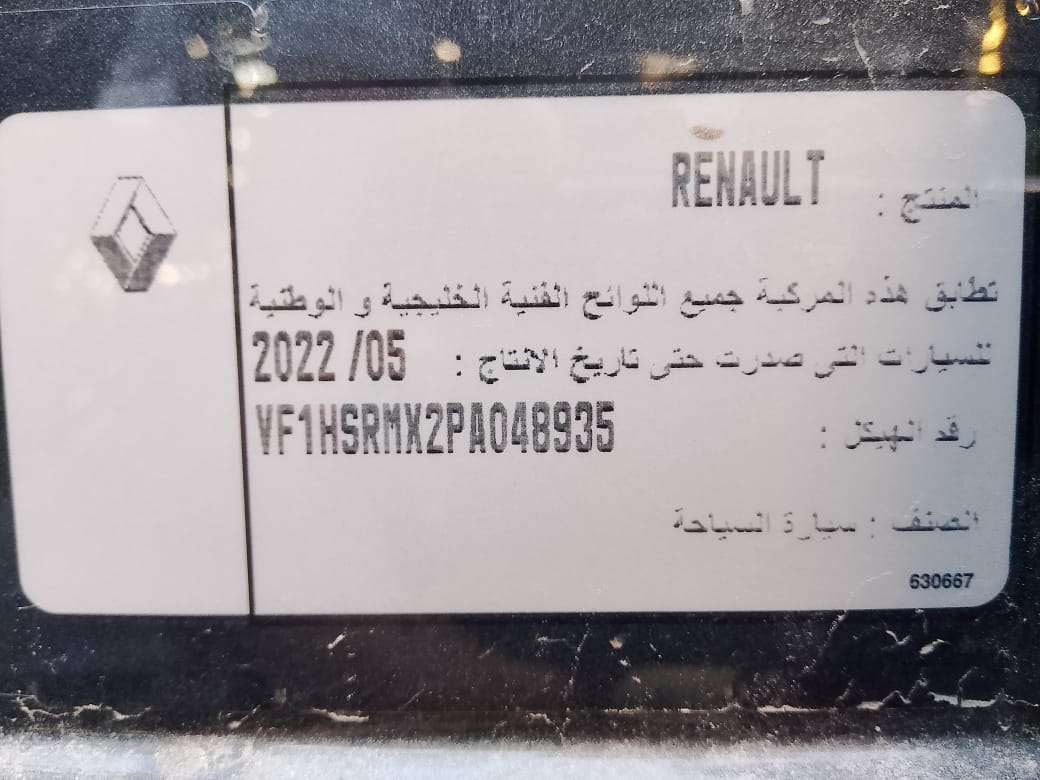 المنتج : RENAULT
تطابق هذه المركبة جميع اللوائح الفنية الخليجية و الوطنية
للسيارات التي صدرت حتى تاريخ الانتاج : 2022 /05
رقم الهيكل : VF1HSRMX2PA048935
الصنف : سيارة السياحة
630667